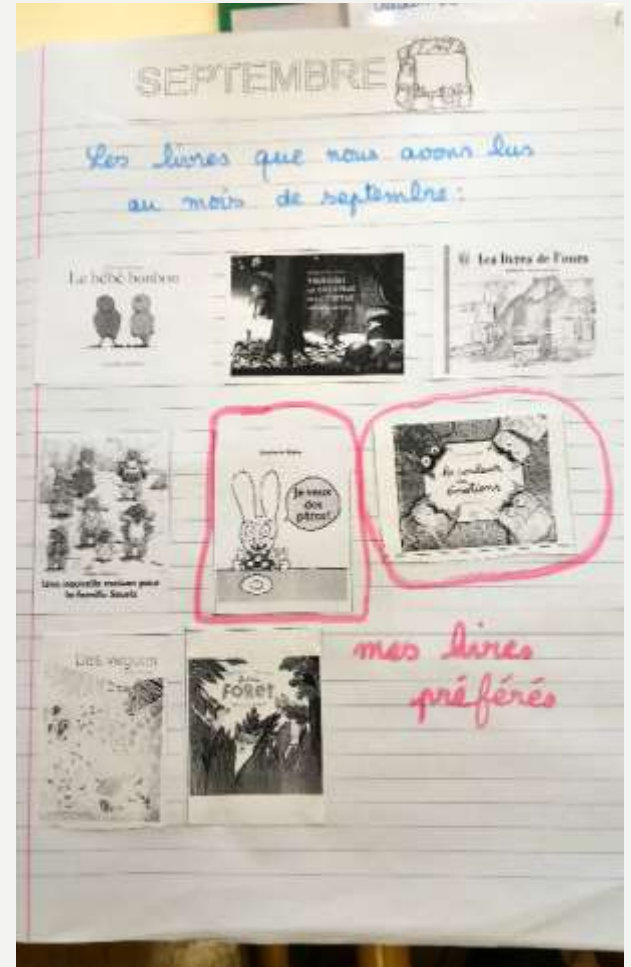 SEPTEMBRE
Les livres que nous avons lus
au mois de septembre :
Le bébé bonbon
Les livres de l'ours
Je veux
des
pâtes !
La couleur
des
émotions
Une nouvelle maison pour
la famille Souris
mes livres
préférés
FORÊT